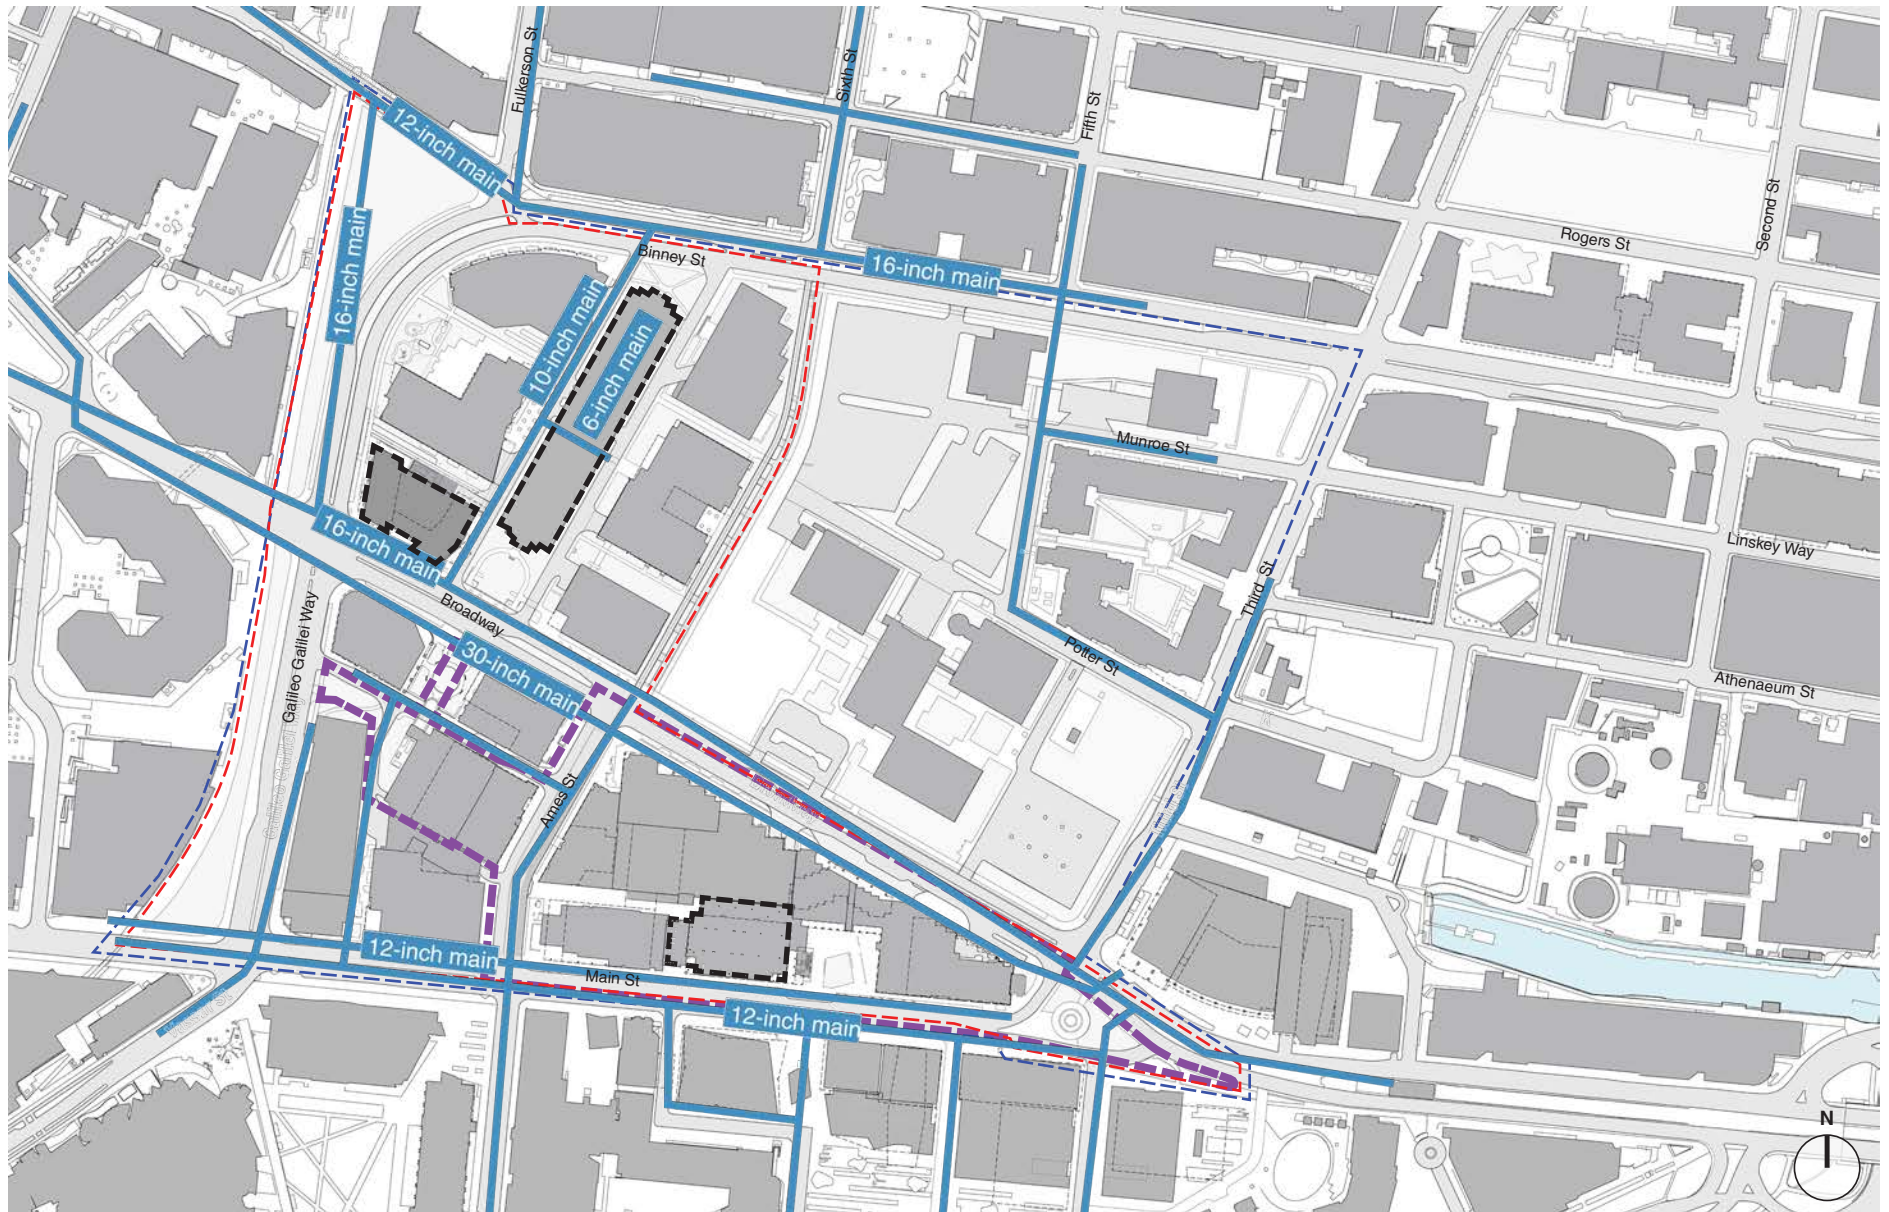 Fulkerson St
Sixth St
Fifth St
12-inch main
Second St
Rogers St
16-inch main
Binney St
16-inch main
10-inch main
6-inch main
Munroe St
16-inch main
Linskey Way
Broadway
Third St
Galileo Galilei Way
30-inch main
Potter St
Athenaeum St
Ames St
12-inch main
Main St
12-inch main
N